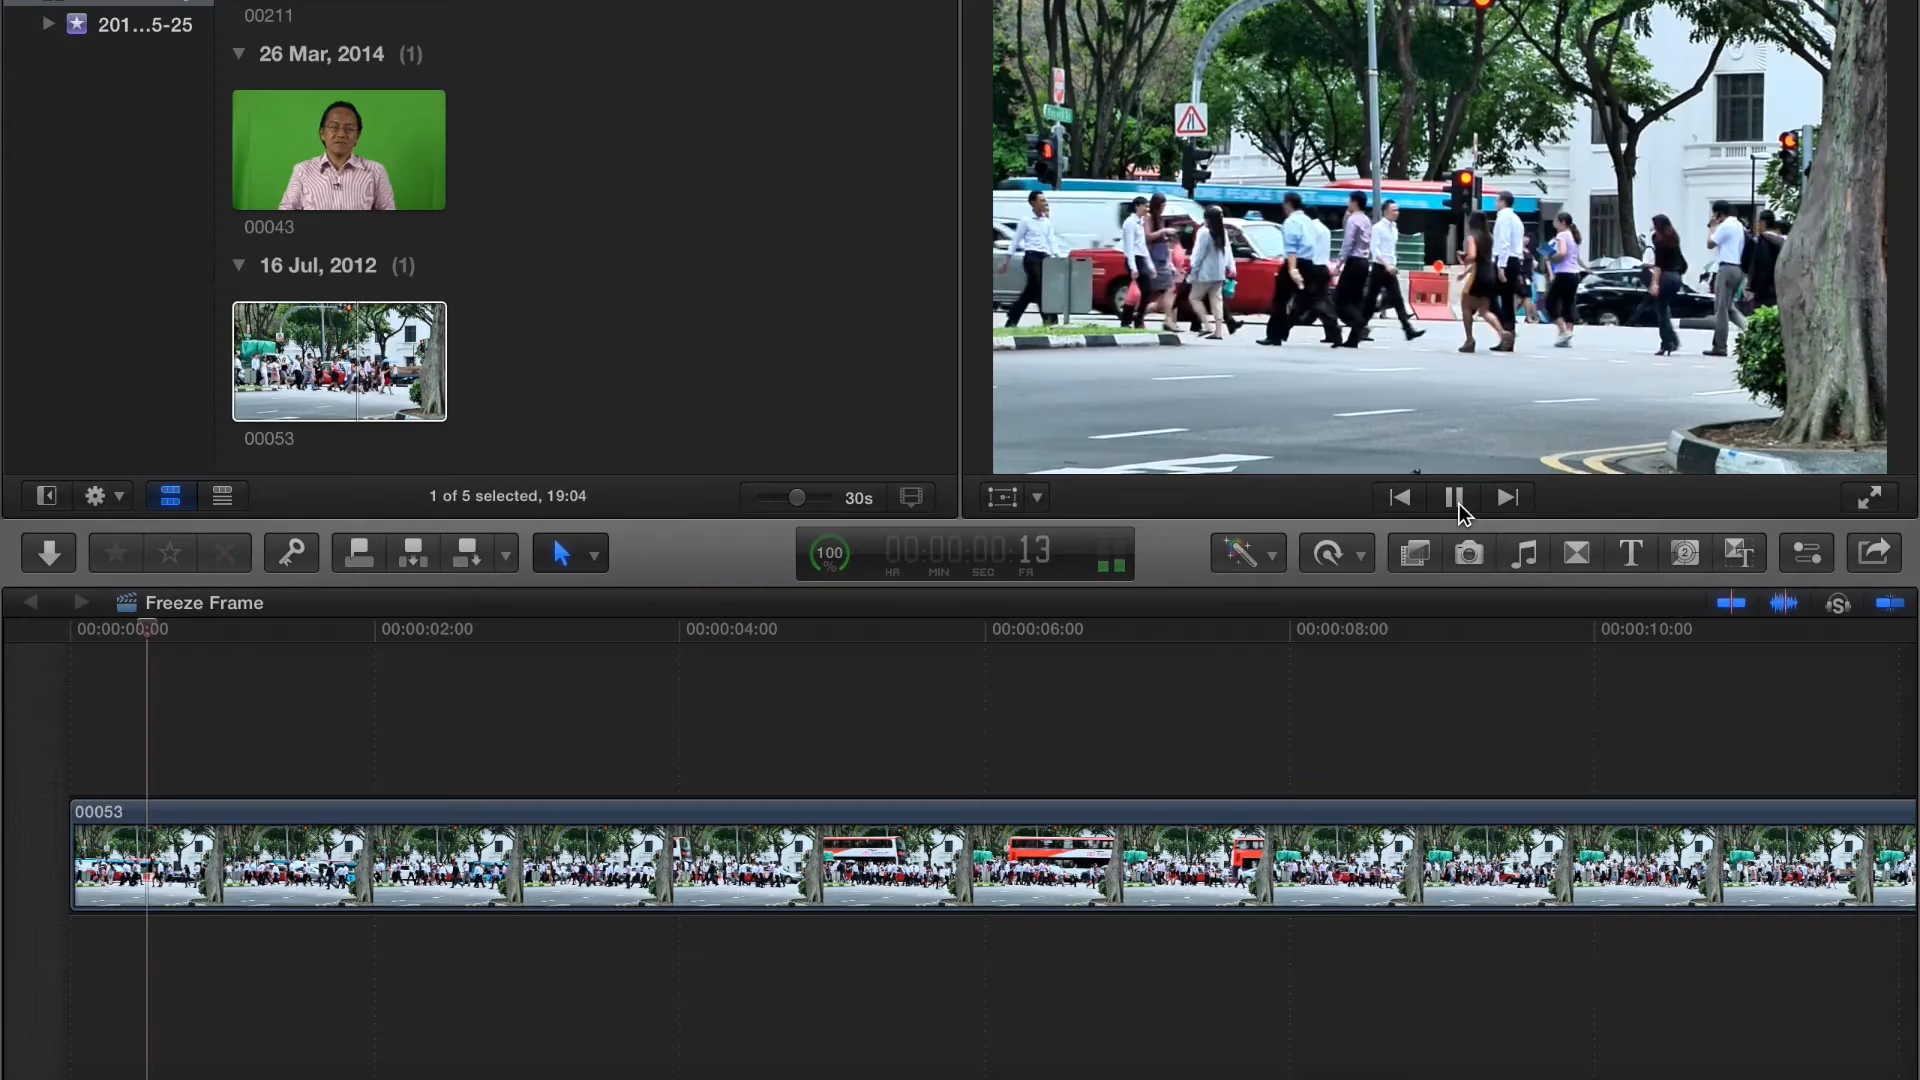 201...5-25
00211
26 Mar, 2014 (1)
00043
16 Jul, 2012 (1)
00053
1 of 5 selected, 19:04
30s
100
%
00:00:00:13
HR MIN SEC FR
T
2
T
Freeze Frame
S
00:00:00:00
00:00:02:00
00:00:04:00
00:00:06:00
00:00:08:00
00:00:10:00
00053